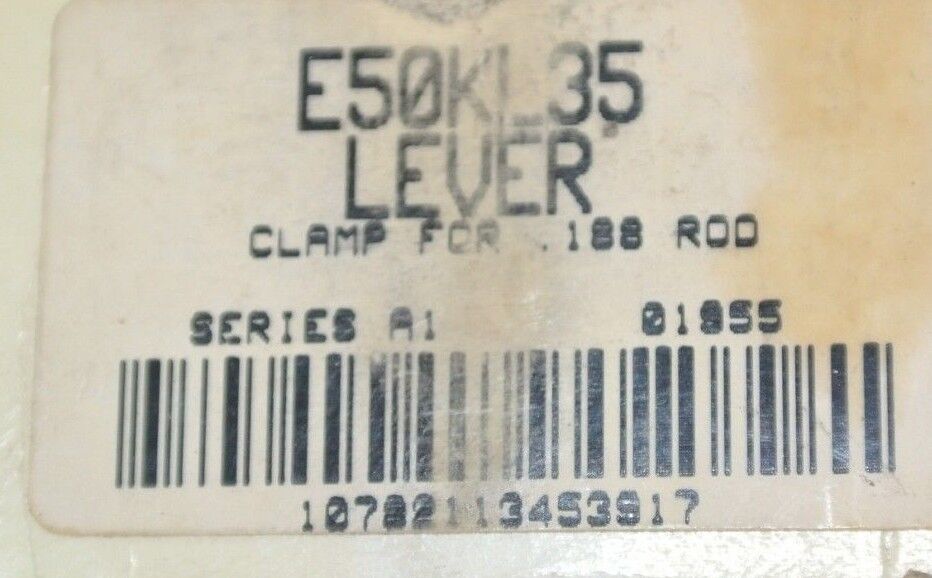 E50KL35
LEVER
CLAMP FOR .188 ROD
SERIES A1 01855
10782113453917